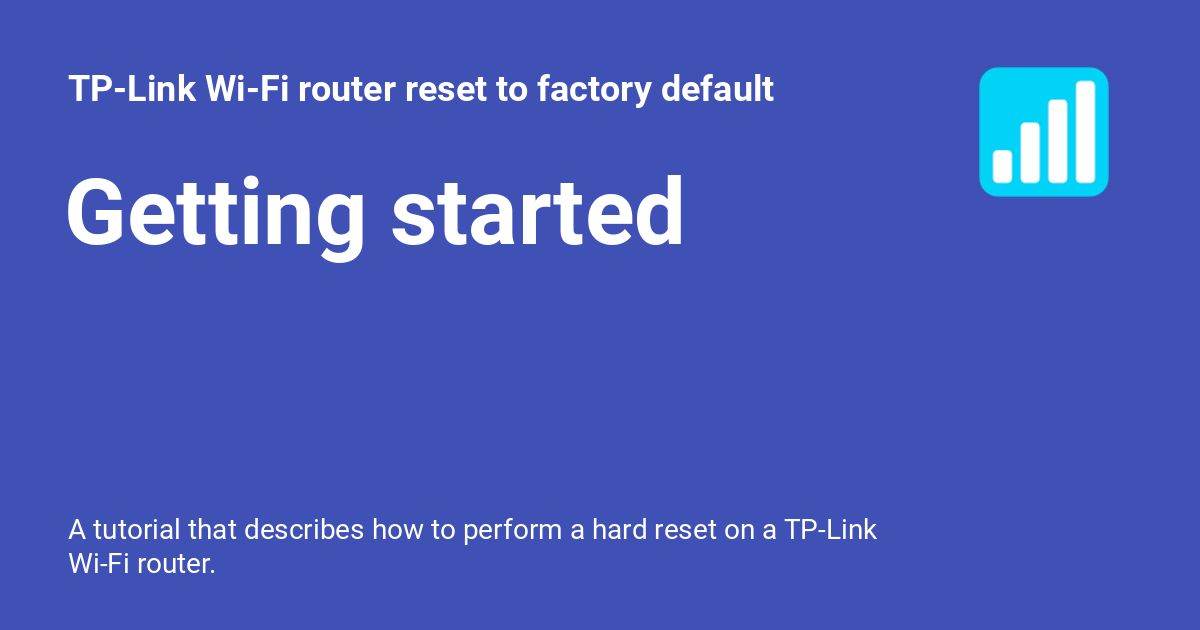 TP-Link Wi-Fi router reset to factory default
Getting started
A tutorial that describes how to perform a hard reset on a TP-Link
Wi-Fi router.